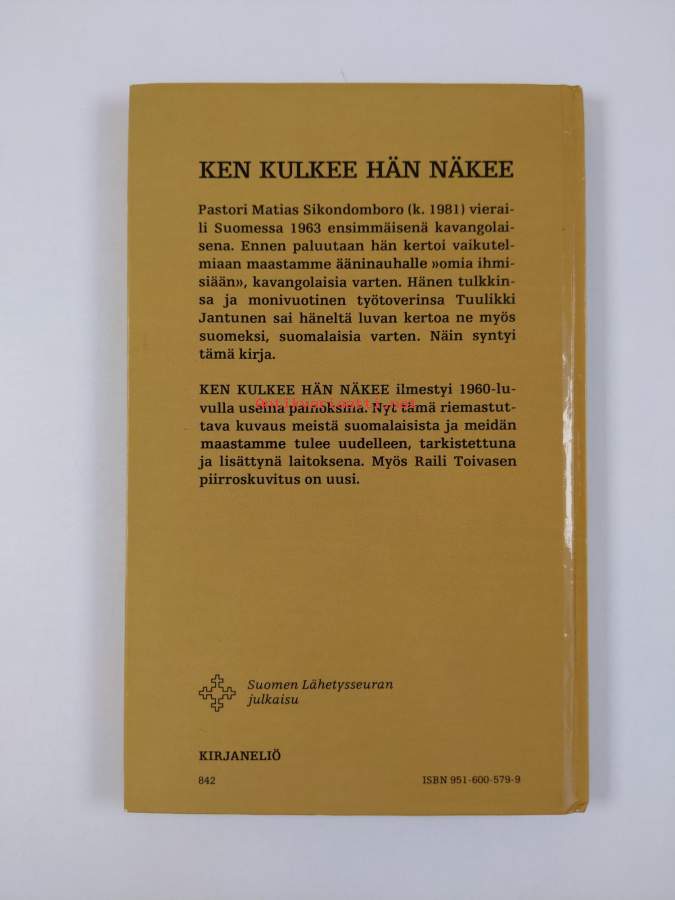 KEN KULKEE HÄN NÄKEE
Pastori Matias Sikondomboro (k. 1981) vierai-
li Suomessa 1963 ensimmäisenä kavangolai-
sena. Ennen paluutaan hän kertoi vaikutel-
miaan maastamme ääninauhalle »omia ihmi-
siään», kavangolaisia varten. Hänen tulkkin-
sa ja monivuotinen työtoverinsa Tuulikki
Jantunen sai häneltä luvan kertoa ne myös
suomeksi, suomalaisia varten. Näin syntyi
tämä kirja.
KEN KULKEE HÄN NÄKEE ilmestyi 1960-lu-
vulla useina painoksina. Nyt tämä riemastut-
Antikvariaatti.net
tava kuvaus meistä suomalaisista ja meidän
maastamme tulee uudelleen, tarkistettuna
ja lisättynä laitoksena. Myös Raili Toivasen
piirroskuvitus on uusi.
Suomen Lähetysseuran
julkaisu
KIRJANELIÖ
842 ISBN 951-600-579-9